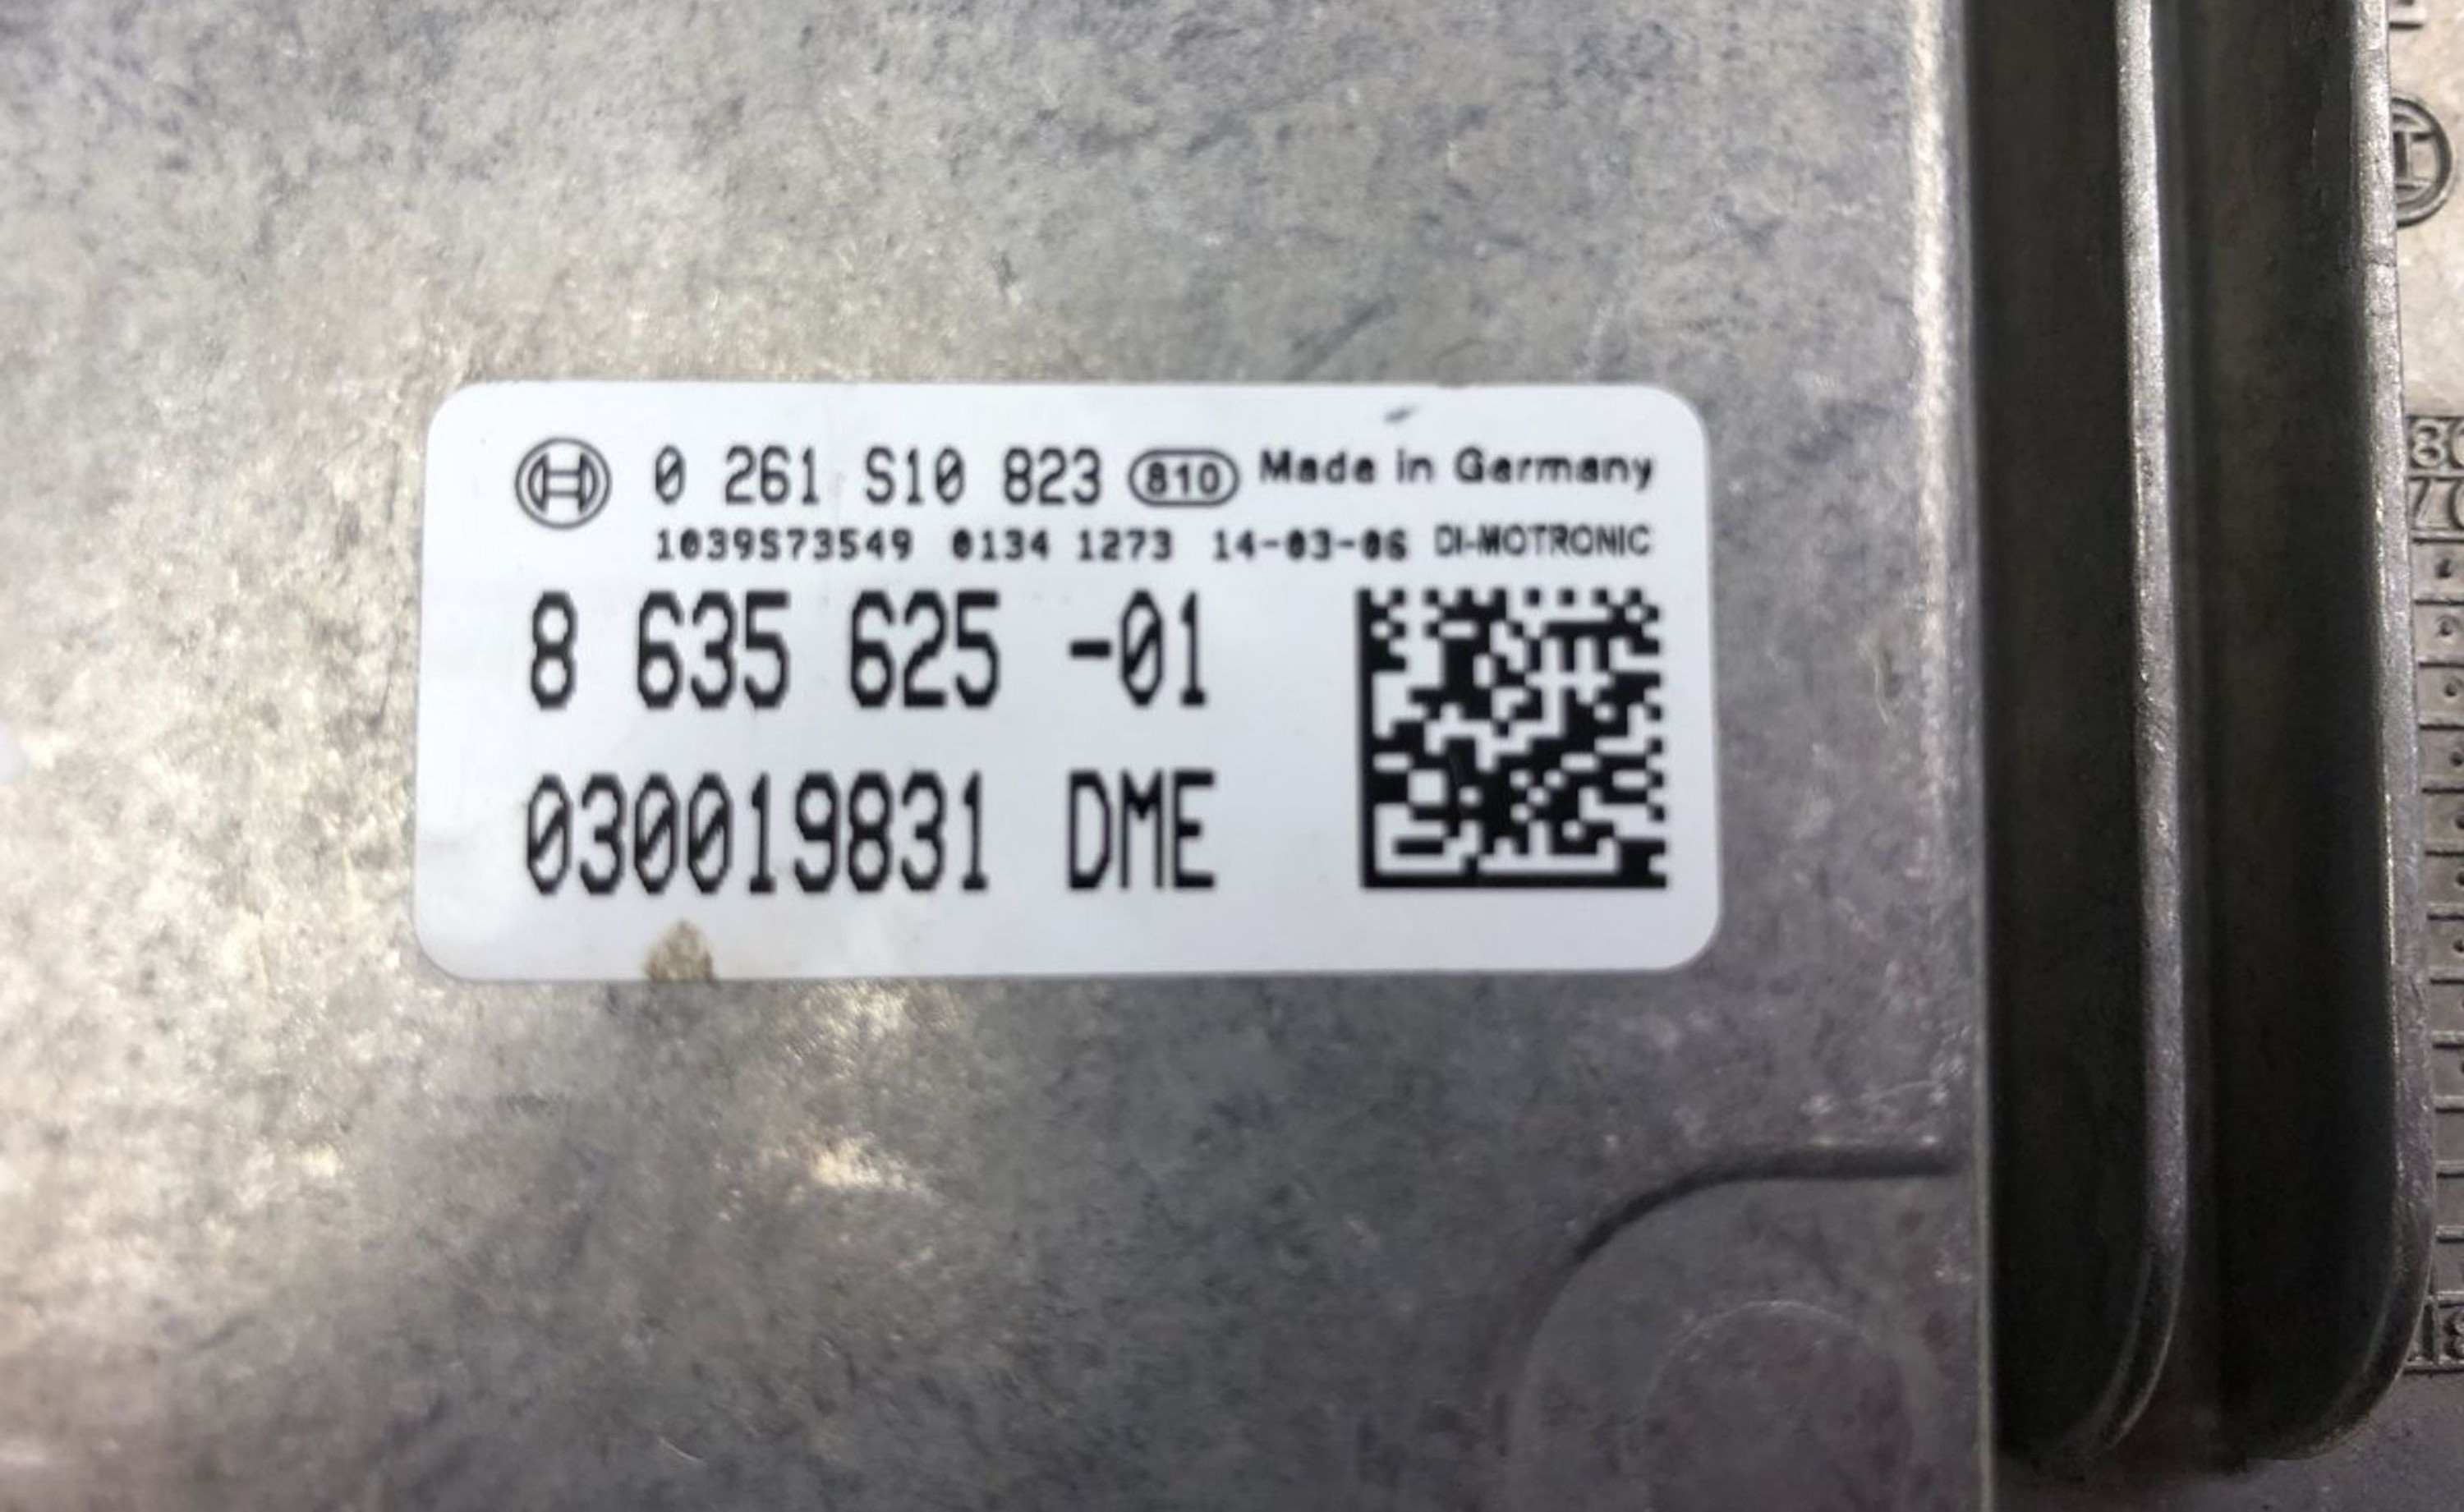 0 261 S10 823 810 Made in Germany
1039S73549 0134 1273 14-03-06 DI-MOTRONIC
8 635 625 -01
030019831 DME